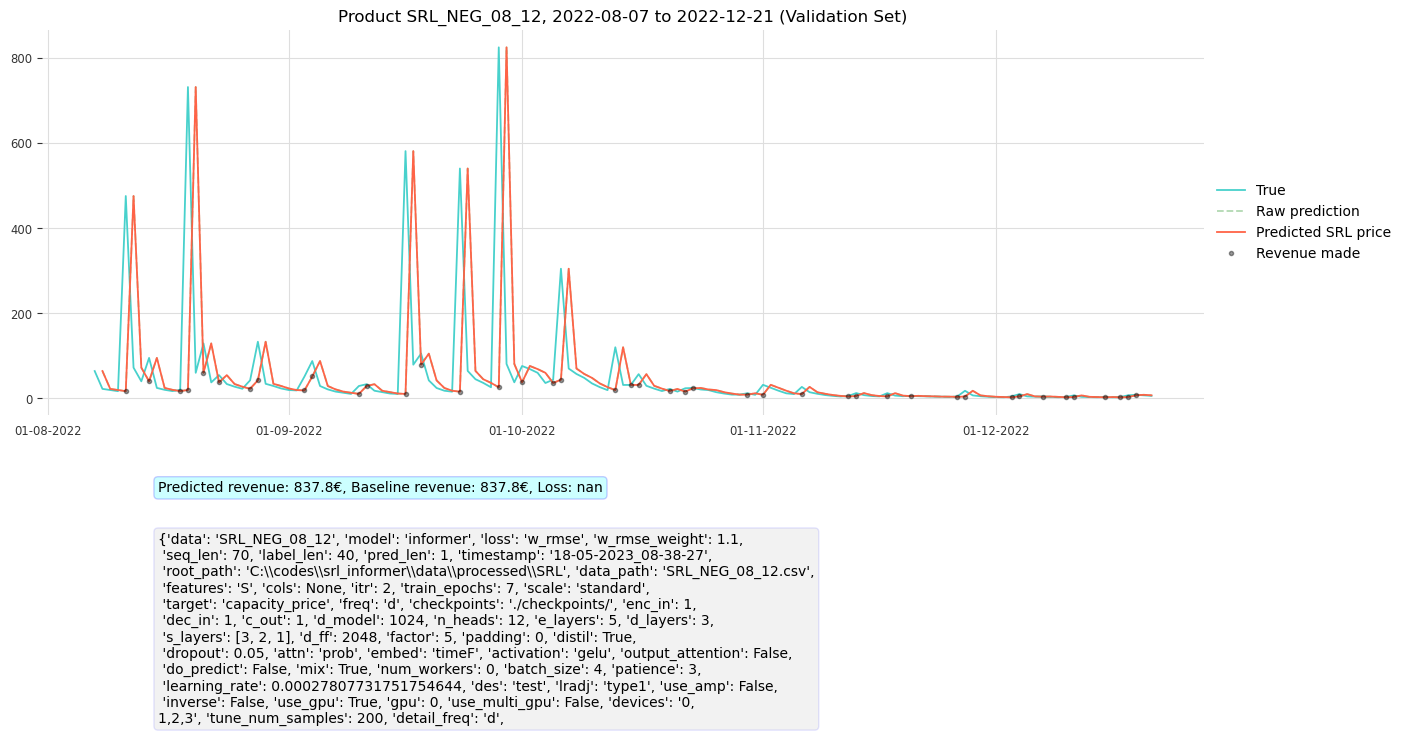 Product SRL_NEG_08_12, 2022-08-07 to 2022-12-21 (Validation Set)
800
600
400
200
0
01-08-2022
01-09-2022
01-10-2022
01-11-2022
01-12-2022
True
Raw prediction
Predicted SRL price
Revenue made
Predicted revenue: 837.8€, Baseline revenue: 837.8€, Loss: nan
{'data': 'SRL_NEG_08_12', 'model': 'informer', 'loss': 'w_rmse', 'w_rmse_weight': 1.1,
'seq_len': 70, 'label_len': 40, 'pred_len': 1, 'timestamp': '18-05-2023_08-38-27',
'root_path': 'C:\\codes\\srl_informer\\data\\processed\\SRL', 'data_path': 'SRL_NEG_08_12.csv',
'features': 'S', 'cols': None, 'itr': 2, 'train_epochs': 7, 'scale': 'standard',
'target': 'capacity_price', 'freq': 'd', 'checkpoints': './checkpoints/', 'enc_in': 1,
'dec_in': 1, 'c_out': 1, 'd_model': 1024, 'n_heads': 12, 'e_layers': 5, 'd_layers': 3,
's_layers': [3, 2, 1], 'd_ff': 2048, 'factor': 5, 'padding': 0, 'distil': True,
'dropout': 0.05, 'attn': 'prob', 'embed': 'timeF', 'activation': 'gelu', 'output_attention': False,
'do_predict': False, 'mix': True, 'num_workers': 0, 'batch_size': 4, 'patience': 3,
'learning_rate': 0.00027807731751754644, 'des': 'test', 'lradj': 'type1', 'use_amp': False,
'inverse': False, 'use_gpu': True, 'gpu': 0, 'use_multi_gpu': False, 'devices': '0,
1,2,3', 'tune_num_samples': 200, 'detail_freq': 'd',